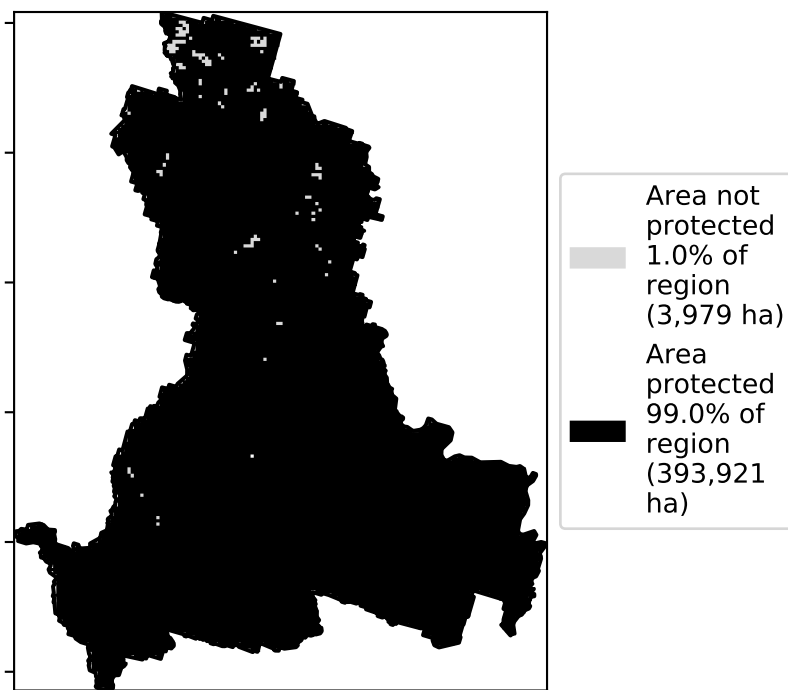 Area not
protected
1.0% of
region
(3,979 ha)
Area
protected
99.0% of
region
(393,921
ha)